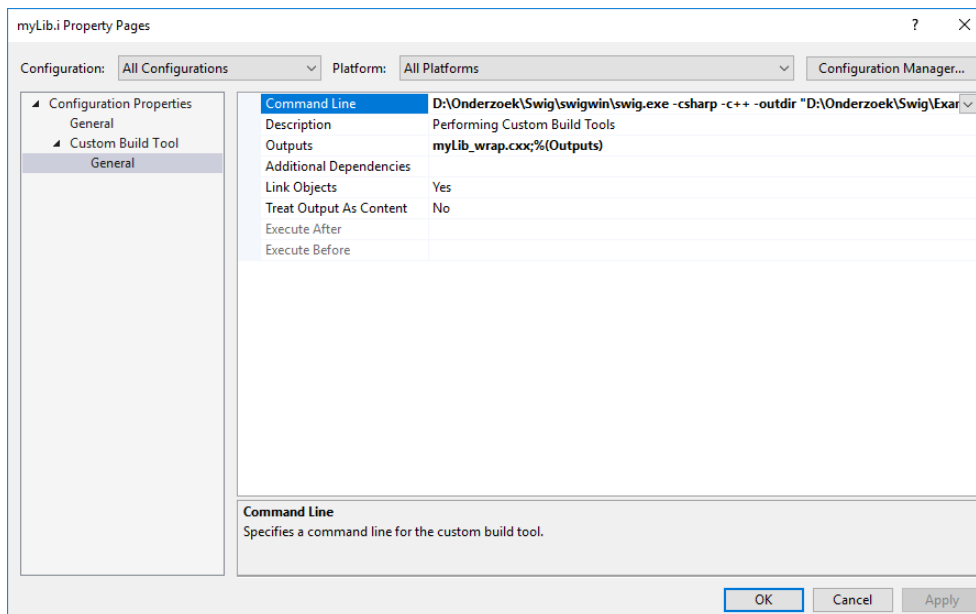 myLib.i Property Pages ?
Configuration: All Configurations Platform: All Platforms Configuration Manager...
Configuration Properties
General
Custom Build Tool
General
Command Line D:\Onderzoek\Swig\swigwin\swig.exe -csharp -c++ -outdir "D:\Onderzoek\Swig\Exar
Description Performing Custom Build Tools
Outputs myLib_wrap.cxx;%(Outputs)
Additional Dependencies
Link Objects Yes
Treat Output As Content No
Execute After
Execute Before
Command Line
Specifies a command line for the custom build tool.
OK Cancel Apply